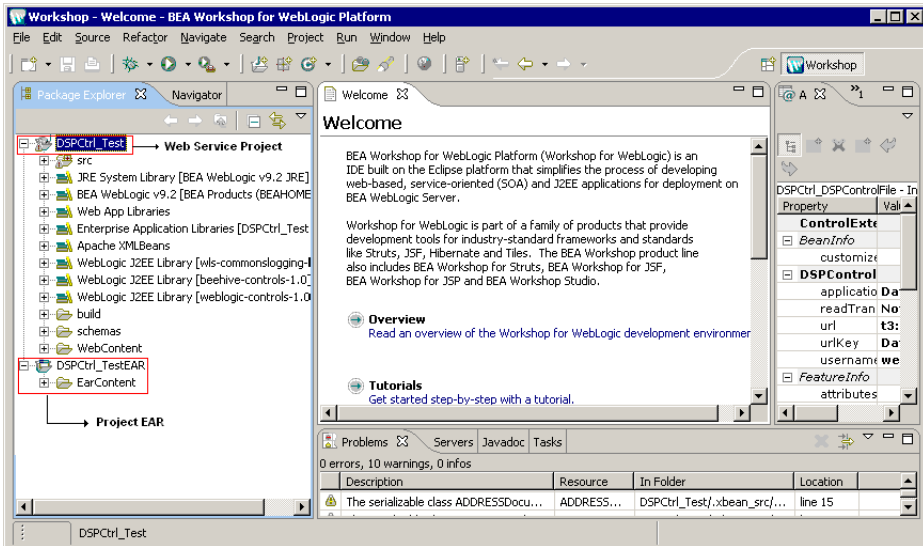 Workshop - Welcome - BEA Workshop for WebLogic Platform
File Edit Source Refactor Navigate Search Project Run Window Help
Workshop
Package Explorer
Navigator
DSPCtrl_Test
Web Service Project
src
JRE System Library [BEA WebLogic v9.2 JRE]
BEA WebLogic v9.2 [BEA Products (BEAHOME
Web App Libraries
Enterprise Application Libraries [DSPCtrl_Test
Apache XMLBeans
WebLogic J2EE Library [wls-commonslogging-
WebLogic J2EE Library [beehive-controls-1.0]
WebLogic J2EE Library [weblogic-controls-1.0
build
schemas
WebContent
DSPCtrl_TestEAR
EarContent
Project EAR
Welcome
Welcome
BEA Workshop for WebLogic Platform (Workshop for WebLogic) is an
IDE built on the Eclipse platform that simplifies the process of developing
web-based, service-oriented (SOA) and J2EE applications for deployment on
BEA WebLogic Server.
Workshop for WebLogic is part of a family of products that provide
development tools for industry-standard frameworks and standards
like Struts, JSF, Hibernate and Tiles. The BEA Workshop product line
also includes BEA Workshop for Struts, BEA Workshop for JSF,
BEA Workshop for JSP and BEA Workshop Studio.
Overview
Read an overview of the Workshop for WebLogic development environmer
Tutorials
Get started step-by-step with a tutorial.
A
1
DSPCtrl_DSPControlFile - In
Property Valu
ControlExte
BeanInfo
customize
DSPControl
applicatio Da
readTran No
url t3:
urlKey Da
username we
FeatureInfo
attributes
Problems
Servers Javadoc Tasks
0 errors, 10 warnings, 0 infos
Description Resource In Folder Location
The serializable class ADDRESSDocu... ADDRESS... DSPCtrl_Test/.xbean_src/... line 15
DSPCtrl_Test